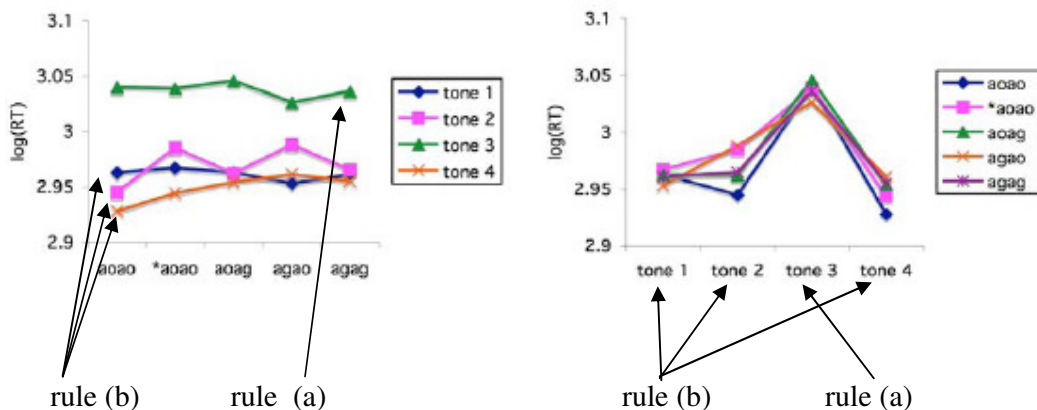 3.1
3.05
3
2.95
2.9
log(RT)
aoao *aoao aoag agao agag
tone 1
tone 2
tone 3
tone 4
rule (b) rule (a)
3.1
3.05
3
2.95
2.9
log(RT)
tone 1 tone 2 tone 3 tone 4
aoao
*aoao
aoag
agao
agag
rule (b) rule (a)